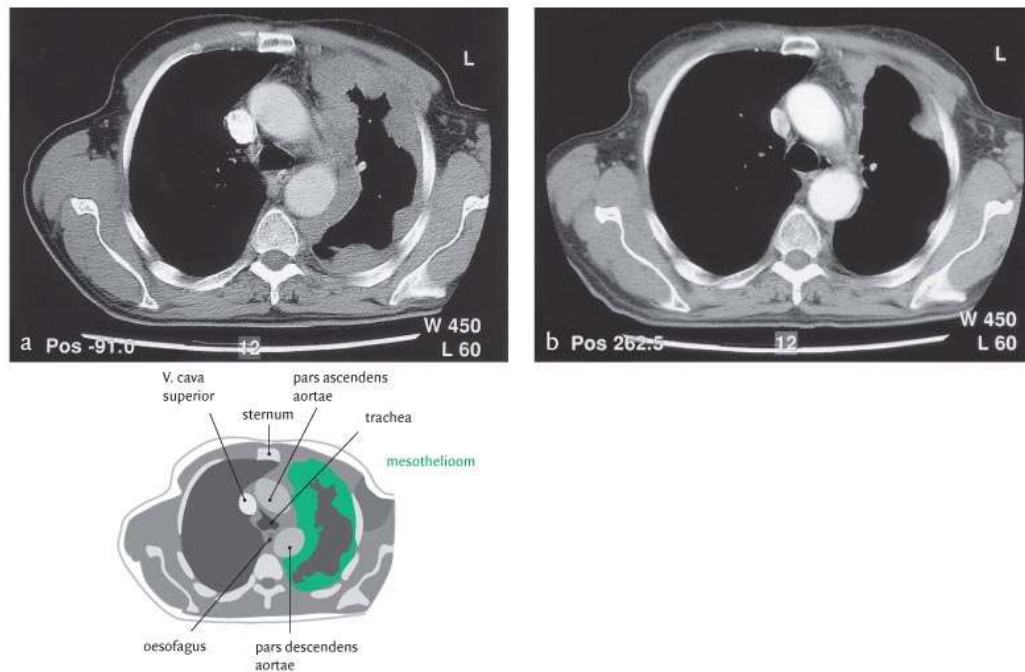 L
W 450
a Pos -91.0 12 L 60
L
W 450
b Pos 262.5 12 L 60
V. cava
superior
pars ascendens
aortae
sternum
trachea
mesothelioom
oesofagus
pars descendens
aortae